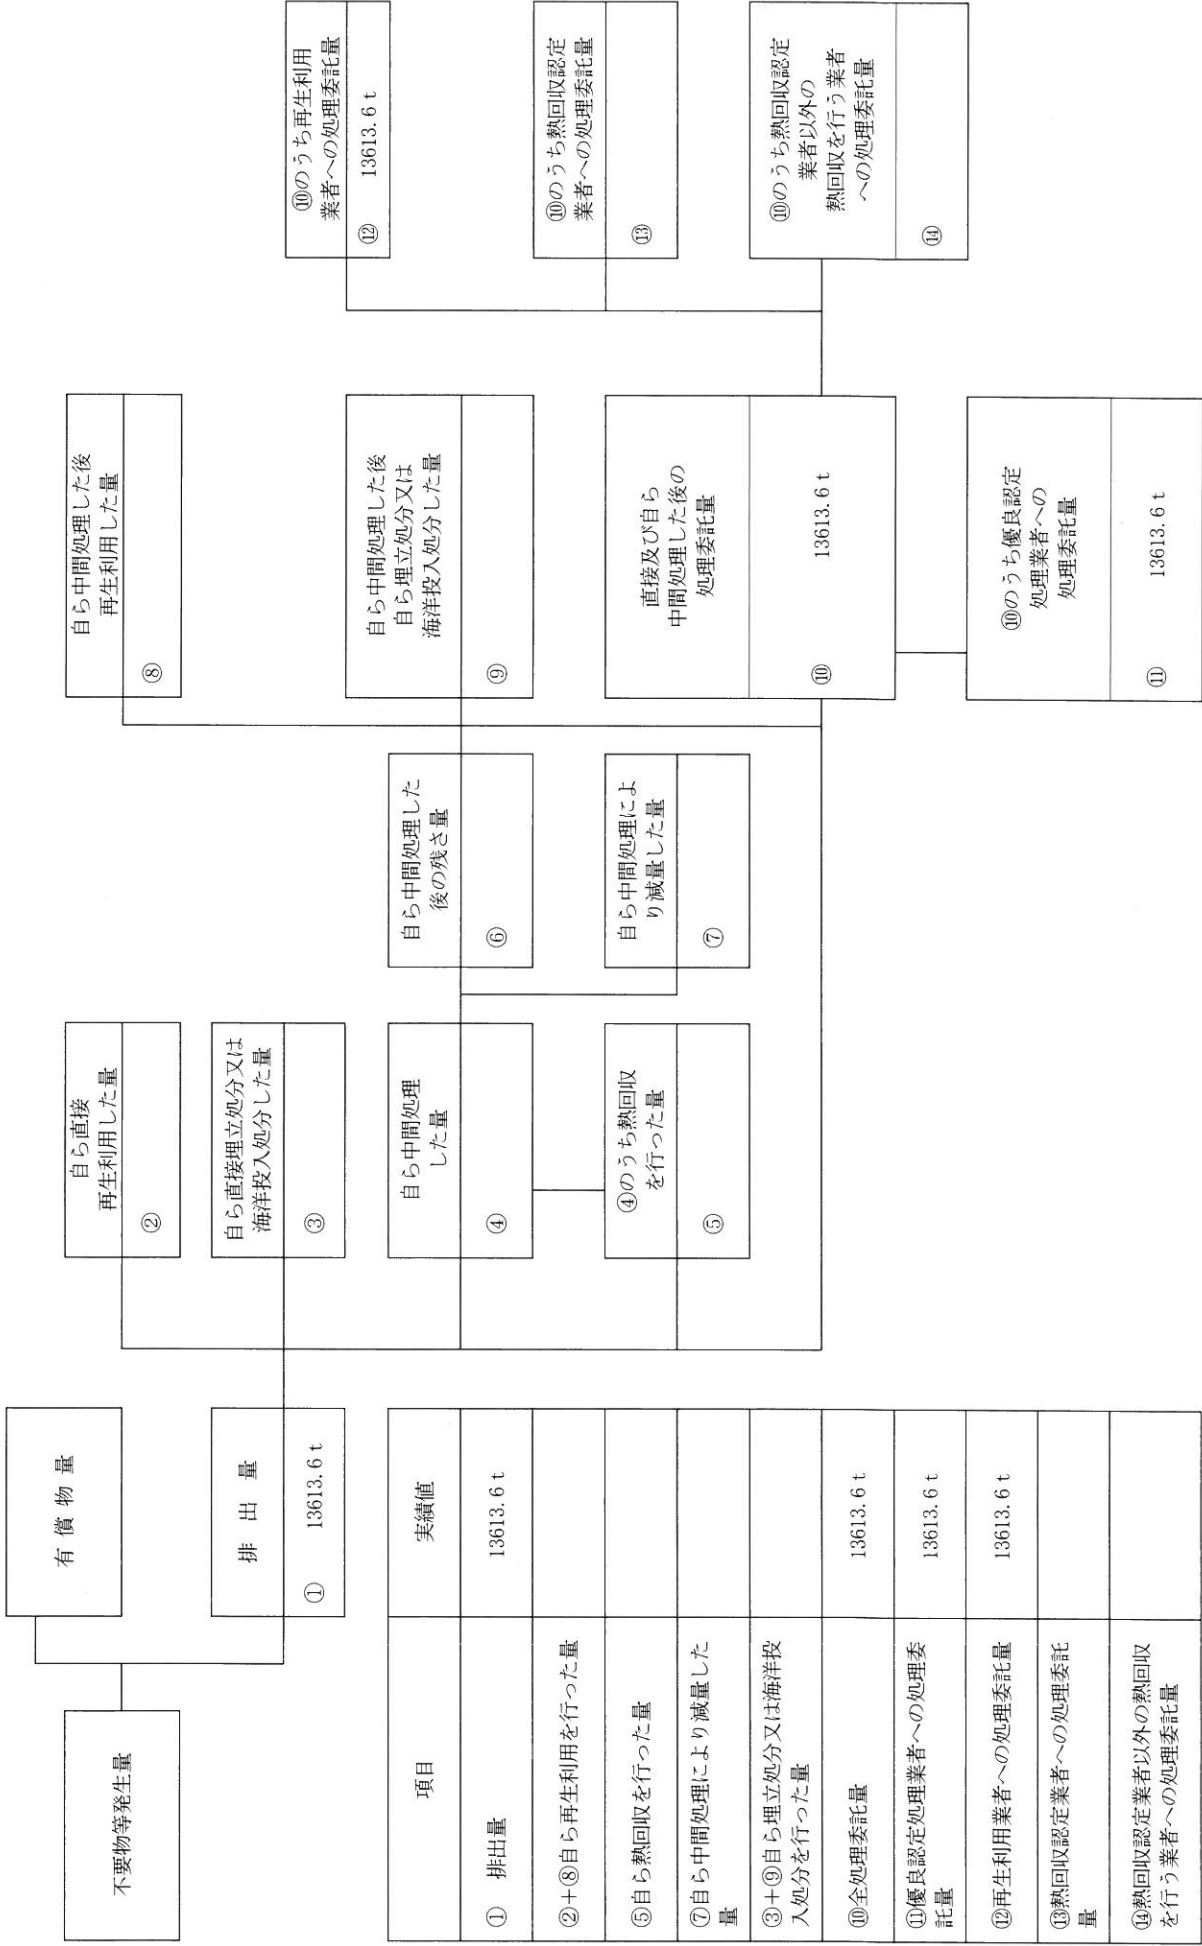 不要物等発生量
有償物量
排出量
① 13613.6 t
自ら直接
再生利用した量
②
自ら直接埋立処分又は
海洋投入処分した量
③
自ら中間処理
した量
④
④のうち熱回収
を行った量
⑤
自ら中間処理した
後の残さ量
⑥
自ら中間処理によ
り減量した量
⑦
自ら中間処理した後
再生利用した量
⑧
自ら中間処理した後
自ら埋立処分又は
海洋投入処分した量
⑨
直接及び自ら
中間処理した後の
処理委託量
⑩ 13613.6 t
⑩のうち優良認定
処理業者への
処理委託量
⑪ 13613.6 t
⑩のうち再生利用
業者への処理委託量
⑫ 13613.6 t
⑩のうち熱回収認定
業者への処理委託量
⑬
⑩のうち熱回収認定
業者以外の
熱回収を行う業者
への処理委託量
⑭
項目 実績値
① 排出量 13613.6 t
②+⑧自ら再生利用を行った量
⑤自ら熱回収を行った量
⑦自ら中間処理により減量した
量
③+⑨自ら埋立処分又は海洋投
入処分を行った量
⑩全処理委託量 13613.6 t
⑪優良認定処理業者への処理委
託量 13613.6 t
⑫再生利用業者への処理委託量 13613.6 t
⑬熱回収認定業者への処理委託
量
⑭熱回収認定業者以外の熱回収
を行う業者への処理委託量